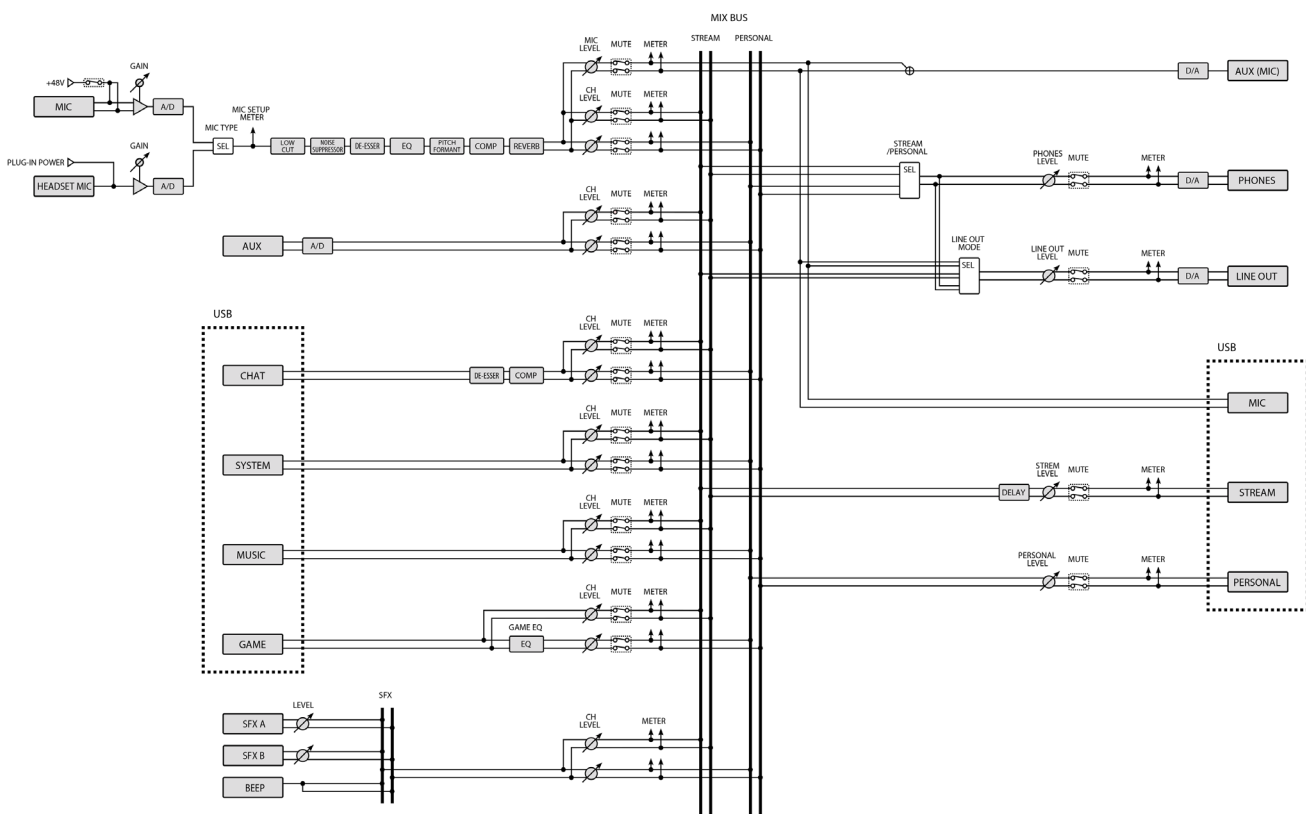 MIX BUS
STREAM PERSONAL
MIC
LEVEL
MUTE METER
+48V
GAIN
MIC
A/D
AUX (MIC)
D/A
CH
LEVEL
MUTE METER
MIC SETUP
METER
MIC TYPE
SEL
LOW
CUT
NOISE
SUPPRESSOR
DE-ESSER
EQ
PITCH
FORMANT
COMP
REVERB
PLUG-IN POWER
GAIN
HEADSET MIC
A/D
STREAM
/PERSONAL
SEL
PHONES
LEVEL
MUTE
METER
D/A
PHONES
CH
LEVEL
MUTE METER
AUX
A/D
LINE OUT
MODE
SEL
LINE OUT
LEVEL
MUTE
METER
D/A
LINE OUT
USB
CH
LEVEL
MUTE METER
CHAT
DE-ESSER
COMP
USB
MIC
CH
LEVEL
MUTE METER
SYSTEM
STREM
LEVEL
MUTE
METER
DELAY
STREAM
CH
LEVEL
MUTE METER
MUSIC
PERSONAL
LEVEL
MUTE
METER
PERSONAL
CH
LEVEL
MUTE METER
GAME EQ
GAME
EQ
SFX
LEVEL
SFX A
CH
LEVEL
METER
SFX B
BEEP